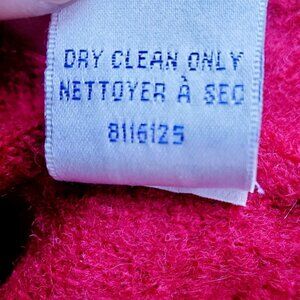 DRY CLEAN ONLY
NETTOYER À SEC
8116125